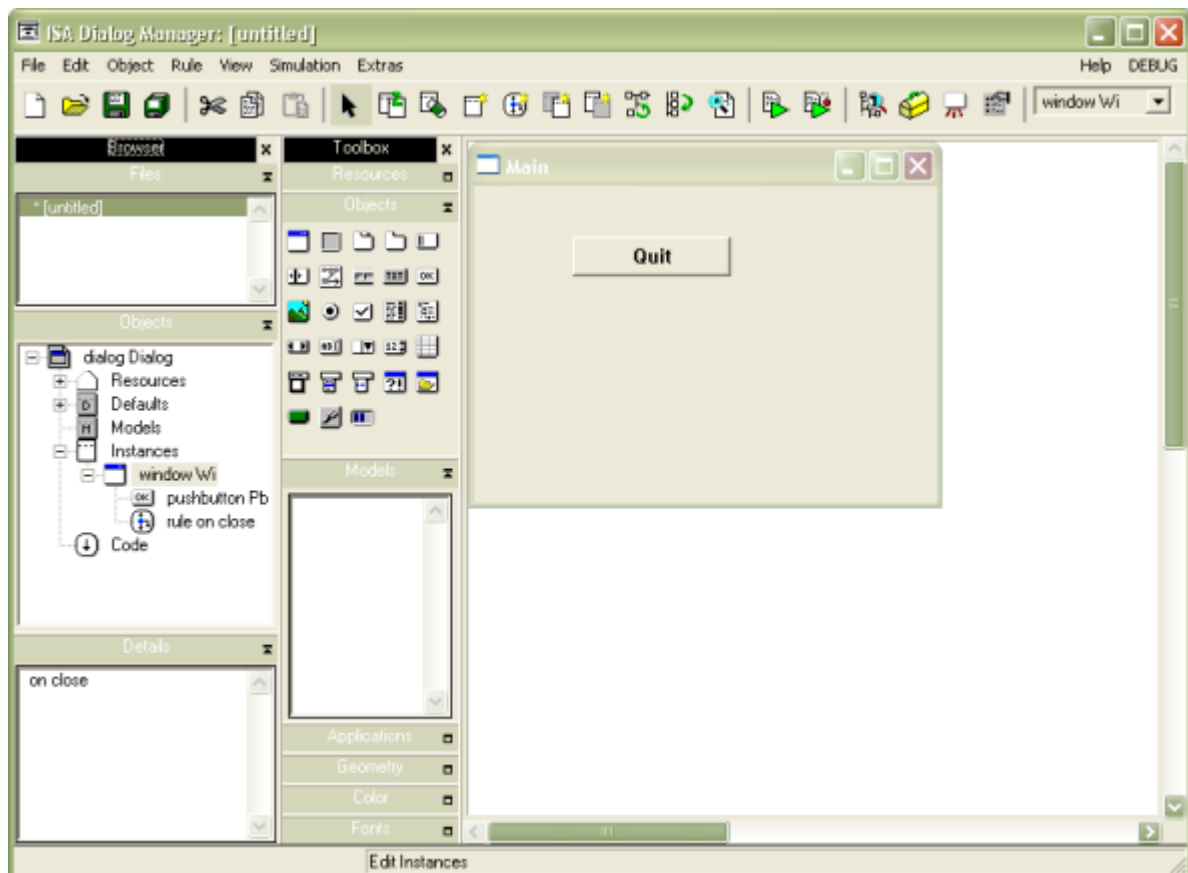 ISA Dialog Manager: [untitled]
File Edit Object Rule View Simulation Extras Help DEBUG
window Wi
Browser
Files
* [untitled]
Objects
dialog Dialog
Resources
Defaults
Models
Instances
window Wi
pushbutton Pb
rule on close
Code
Details
on close
Toolbox
Resources
Objects
Models
Applications
Geometry
Color
Fonts
Main
Quit
Edit Instances